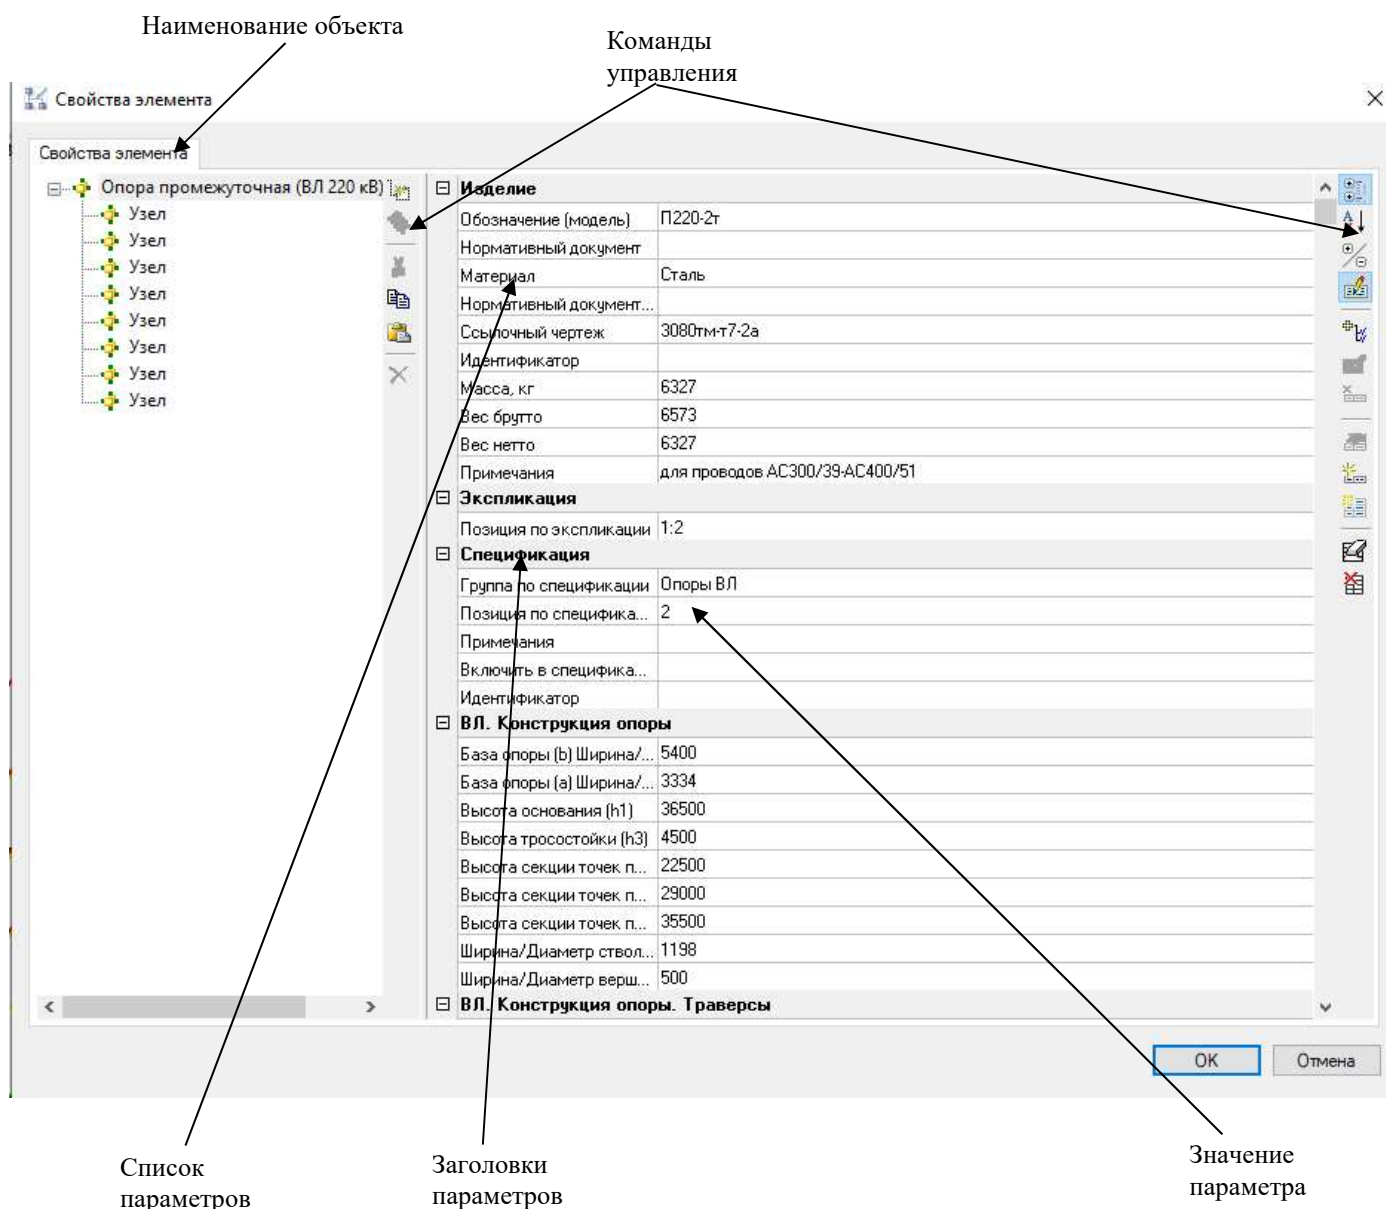 Наименование объекта
Команды
управления
Свойства элемента
Свойства элемента
Опора промежуточная (ВЛ 220 кВ)
Узел
Узел
Узел
Узел
Узел
Узел
Узел
Узел
Изделие
Обозначение (модель) П220-2т
Нормативный документ
Материал Сталь
Нормативный документ...
Ссылочный чертеж 3080тм-т7-2а
Идентификатор
Масса, кг 6327
Вес брутто 6573
Вес нетто 6327
Примечания для проводов АС300/39-АС400/51
Экспликация
Позиция по экспликации 1:2
Спецификация
Группа по спецификации Опоры ВЛ
Позиция по специфика... 2
Примечания
Включить в специфика...
Идентификатор
ВЛ. Конструкция опоры
База опоры (b) Ширина/... 5400
База опоры (a) Ширина/... 3334
Высота основания (h1) 36500
Высота тросостойки (h3) 4500
Высота секции точек п... 22500
Высота секции точек п... 29000
Высота секции точек п... 35500
Ширина/Диаметр ствол... 1198
Ширина/Диаметр верш... 500
ВЛ. Конструкция опоры. Траверсы
OK
Отмена
Список
параметров
Заголовки
параметров
Значение
параметра